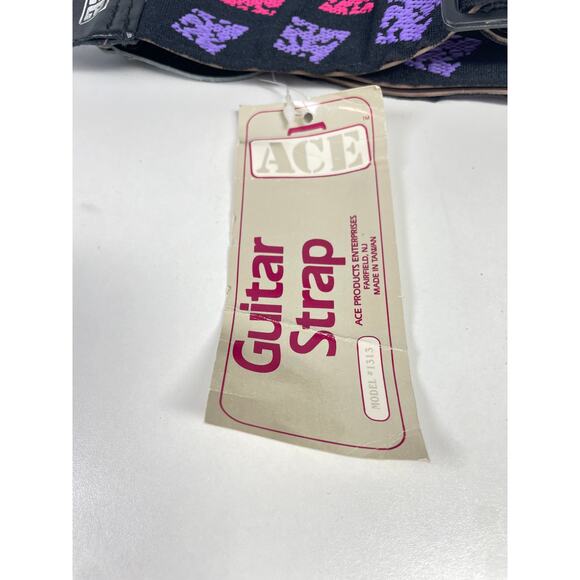 ACE
TM
Guitar
Strap
ACE PRODUCTS ENTERPRISES
FAIRFIELD, NJ
MADE IN TAIWAN
MODEL #1313